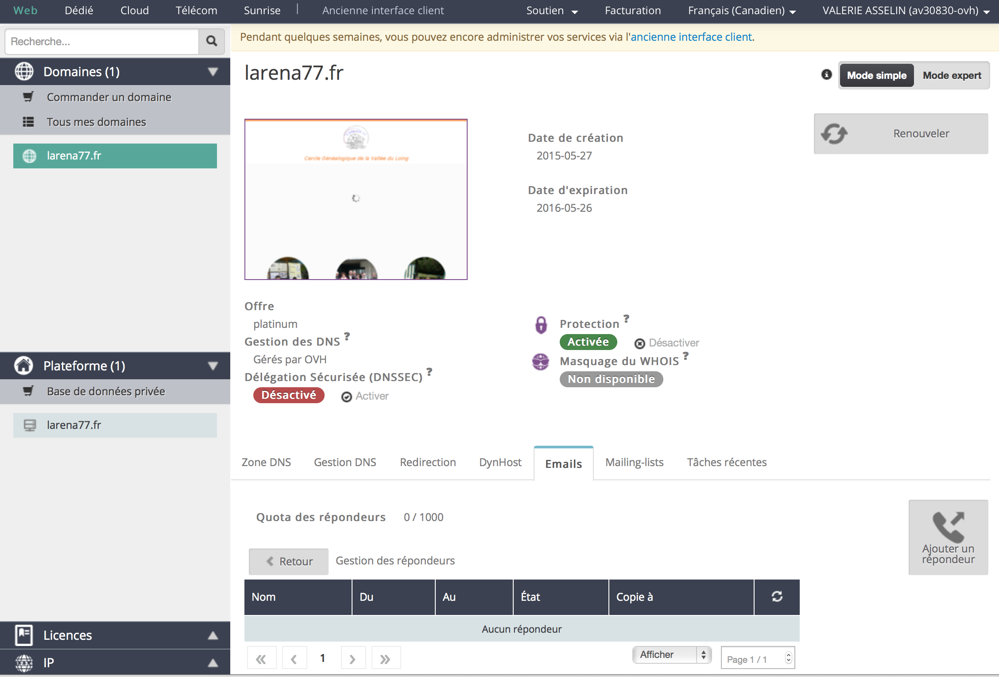 Web Dédié Cloud Télécom Sunrise | Ancienne interface client Soutien Facturation Français (Canadien) VALERIE ASSELIN (av30830-ovh)
Recherche...
Pendant quelques semaines, vous pouvez encore administrer vos services via l'ancienne interface client.
Domaines (1)
Commander un domaine
Tous mes domaines
larena77.fr
Plateforme (1)
Base de données privée
larena77.fr
Licences
IP
larena77.fr
Mode simple Mode expert
Renouveler
Cercle Généalogique de la Vallée du Loing
Date de création
2015-05-27
Date d'expiration
2016-05-26
Offre
platinum
Gestion des DNS ?
Gérés par OVH
Délégation Sécurisée (DNSSEC) ?
Désactivé Activer
Protection ?
Activée Désactiver
Masquage du WHOIS ?
Non disponible
Zone DNS Gestion DNS Redirection DynHost Emails Mailing-lists Tâches récentes
Quota des répondeurs 0 / 1000
Ajouter un
répondeur
Retour Gestion des répondeurs
Nom Du Au État Copie à
Aucun répondeur
« ‹ 1 › » Afficher Page 1 / 1